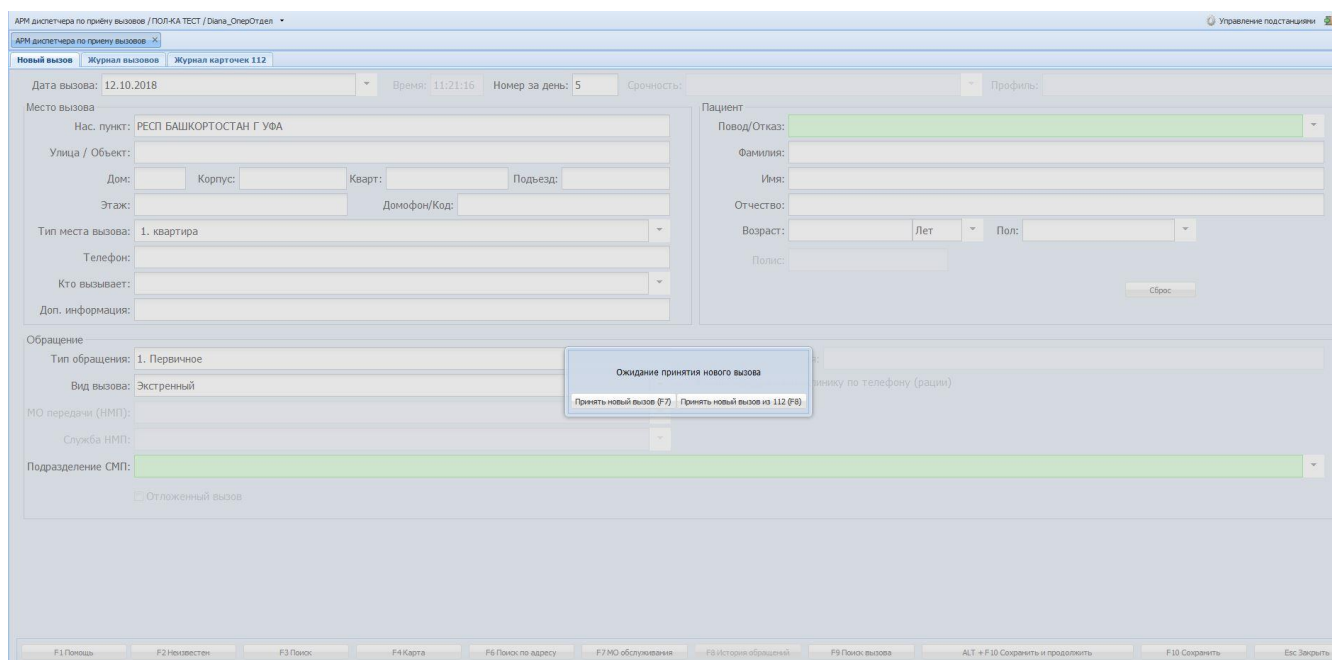 АРМ диспетчера по приёму вызовов / ПОЛ-КА ТЕСТ / Diana_ОперОтдел Управление подстанциями
АРМ диспетчера по приему вызовов
Новый вызов Журнал вызовов Журнал карточек 112
Дата вызова: 12.10.2018 Время: 11:21:16 Номер за день: 5 Срочность: Профиль:
Место вызова Пациент
Нас. пункт: РЕСП БАШКОРТОСТАН Г УФА Повод/Отказ:
Улица / Объект: Фамилия:
Дом: Корпус: Кварт: Подъезд: Имя:
Этаж: Домофон/Код: Отчество:
Тип места вызова: 1. квартира Возраст: Лет Пол:
Телефон: Полис:
Кто вызывает: Сброс
Доп. информация:
Обращение
Тип обращения: 1. Первичное
Ожидание принятия нового вызова
Вид вызова: Экстренный по телефону (рации)
Принять новый вызов (F7) Принять новый вызов из 112 (F8)
МО передачи (НМП):
Служба НМП:
Подразделение СМП:
Отложенный вызов
F1 Помощь F2 Неизвестен F3 Поиск F4 Карта F6 Поиск по адресу F7 МО обслуживания F8 История обращений F9 Поиск вызова ALT + F10 Сохранить и продолжить F10 Сохранить Esc Закрыть